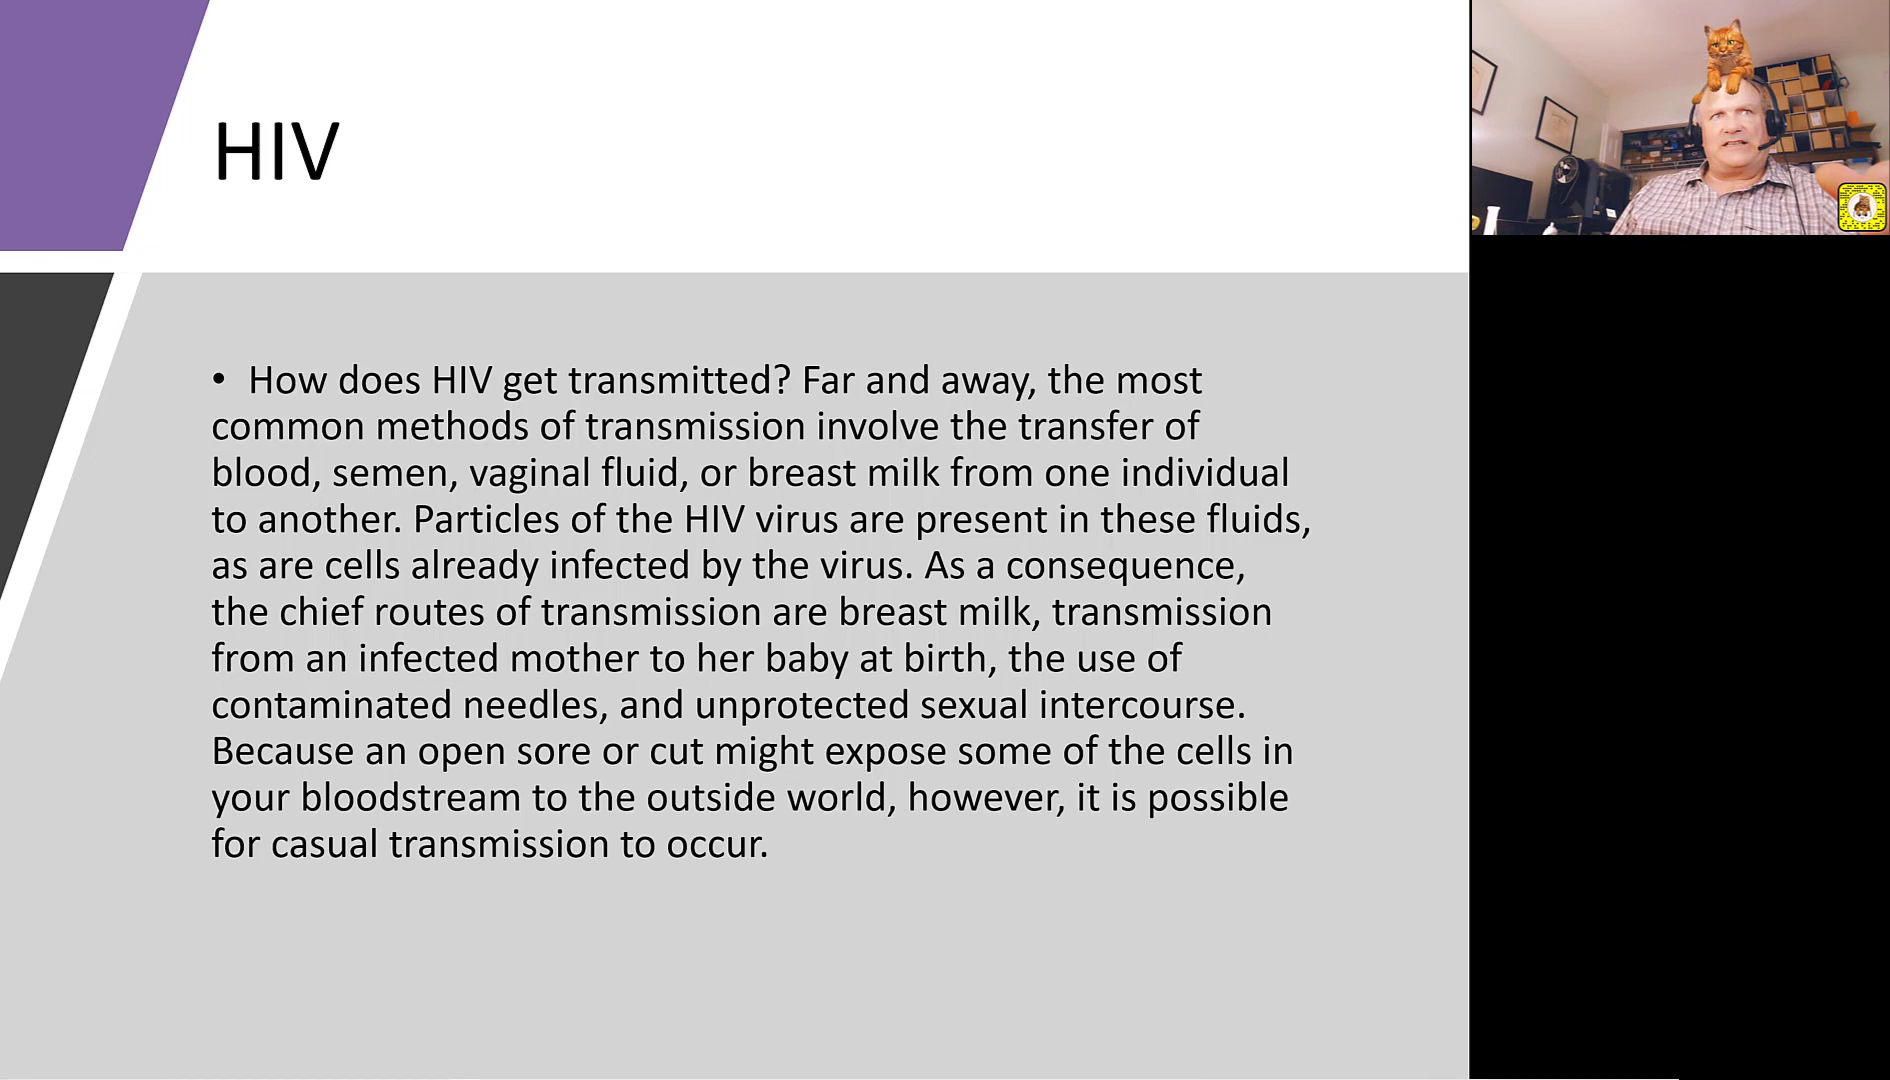 HIV
• How does HIV get transmitted? Far and away, the most
common methods of transmission involve the transfer of
blood, semen, vaginal fluid, or breast milk from one individual
to another. Particles of the HIV virus are present in these fluids,
as are cells already infected by the virus. As a consequence,
the chief routes of transmission are breast milk, transmission
from an infected mother to her baby at birth, the use of
contaminated needles, and unprotected sexual intercourse.
Because an open sore or cut might expose some of the cells in
your bloodstream to the outside world, however, it is possible
for casual transmission to occur.